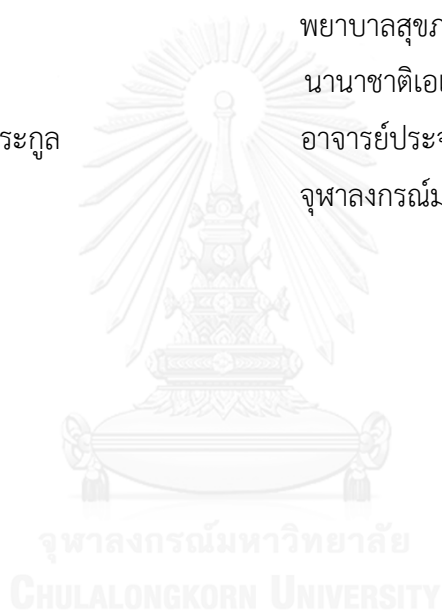 พยาบาลสุขภ
นานาชาติเอเ
ระกูล อาจารย์ประจ
จุฬาลงกรณ์ม
จุฬาลงกรณ์มหาวิทยาลัย
CHULALONGKORN UNIVERSITY